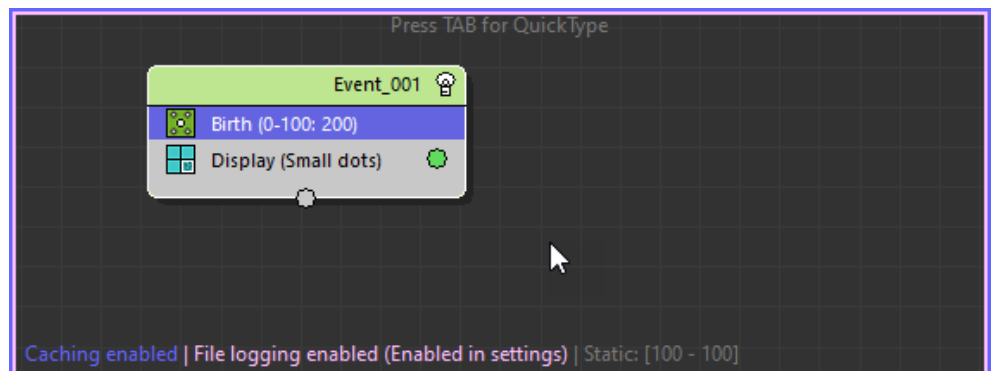 Press TAB for QuickType
Event_001
Birth (0-100: 200)
Display (Small dots)
Caching enabled | File logging enabled (Enabled in settings) | Static: [100 - 100]